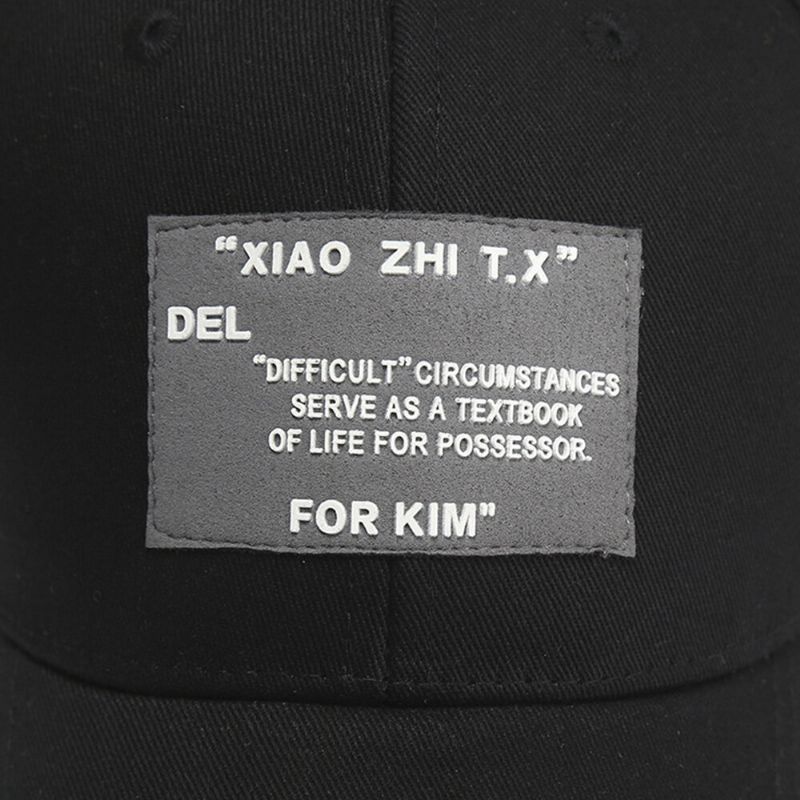 “XIAO ZHI T.X”
DEL
“DIFFICULT” CIRCUMSTANCES
SERVE AS A TEXTBOOK
OF LIFE FOR POSSESSOR.
FOR KIM"